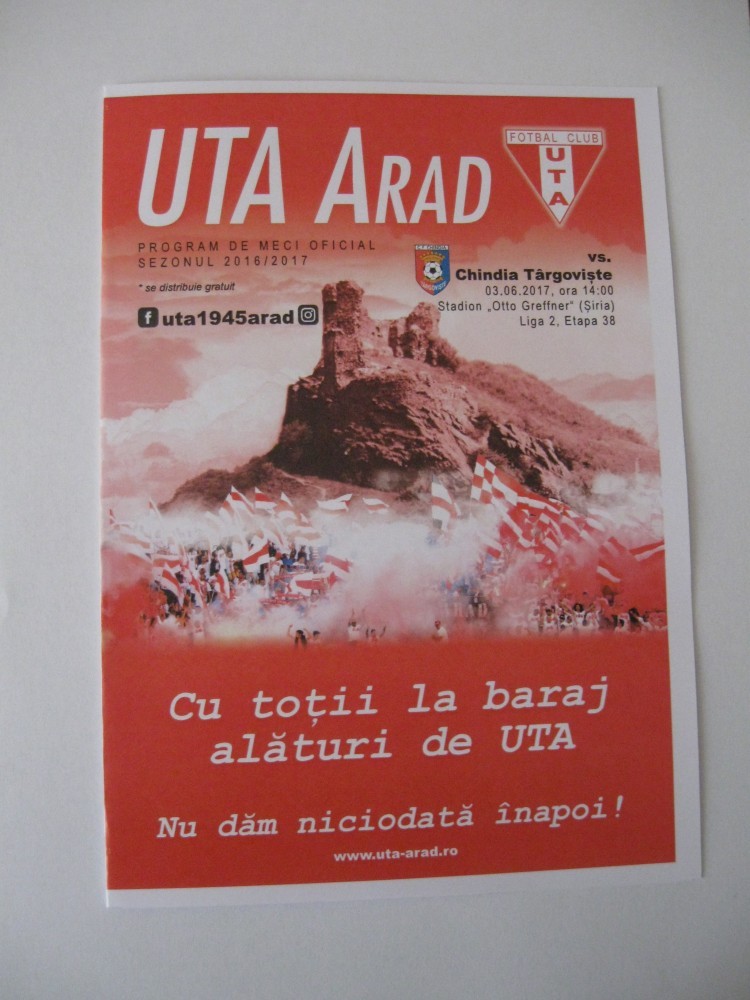 UTA ARAD
FOTBAL CLUB
UTA
PROGRAM DE MECI OFICIAL
SEZONUL 2016/2017
* se distribuie gratuit
uta1945arad
vs.
Chindia Târgoviște
03.06.2017, ora 14:00
Stadion „Otto Greffner“ (Șiria)
Liga 2, Etapa 38
Cu toții la baraj
alături de UTA
Nu dăm niciodată înapoi!
www.uta-arad.ro